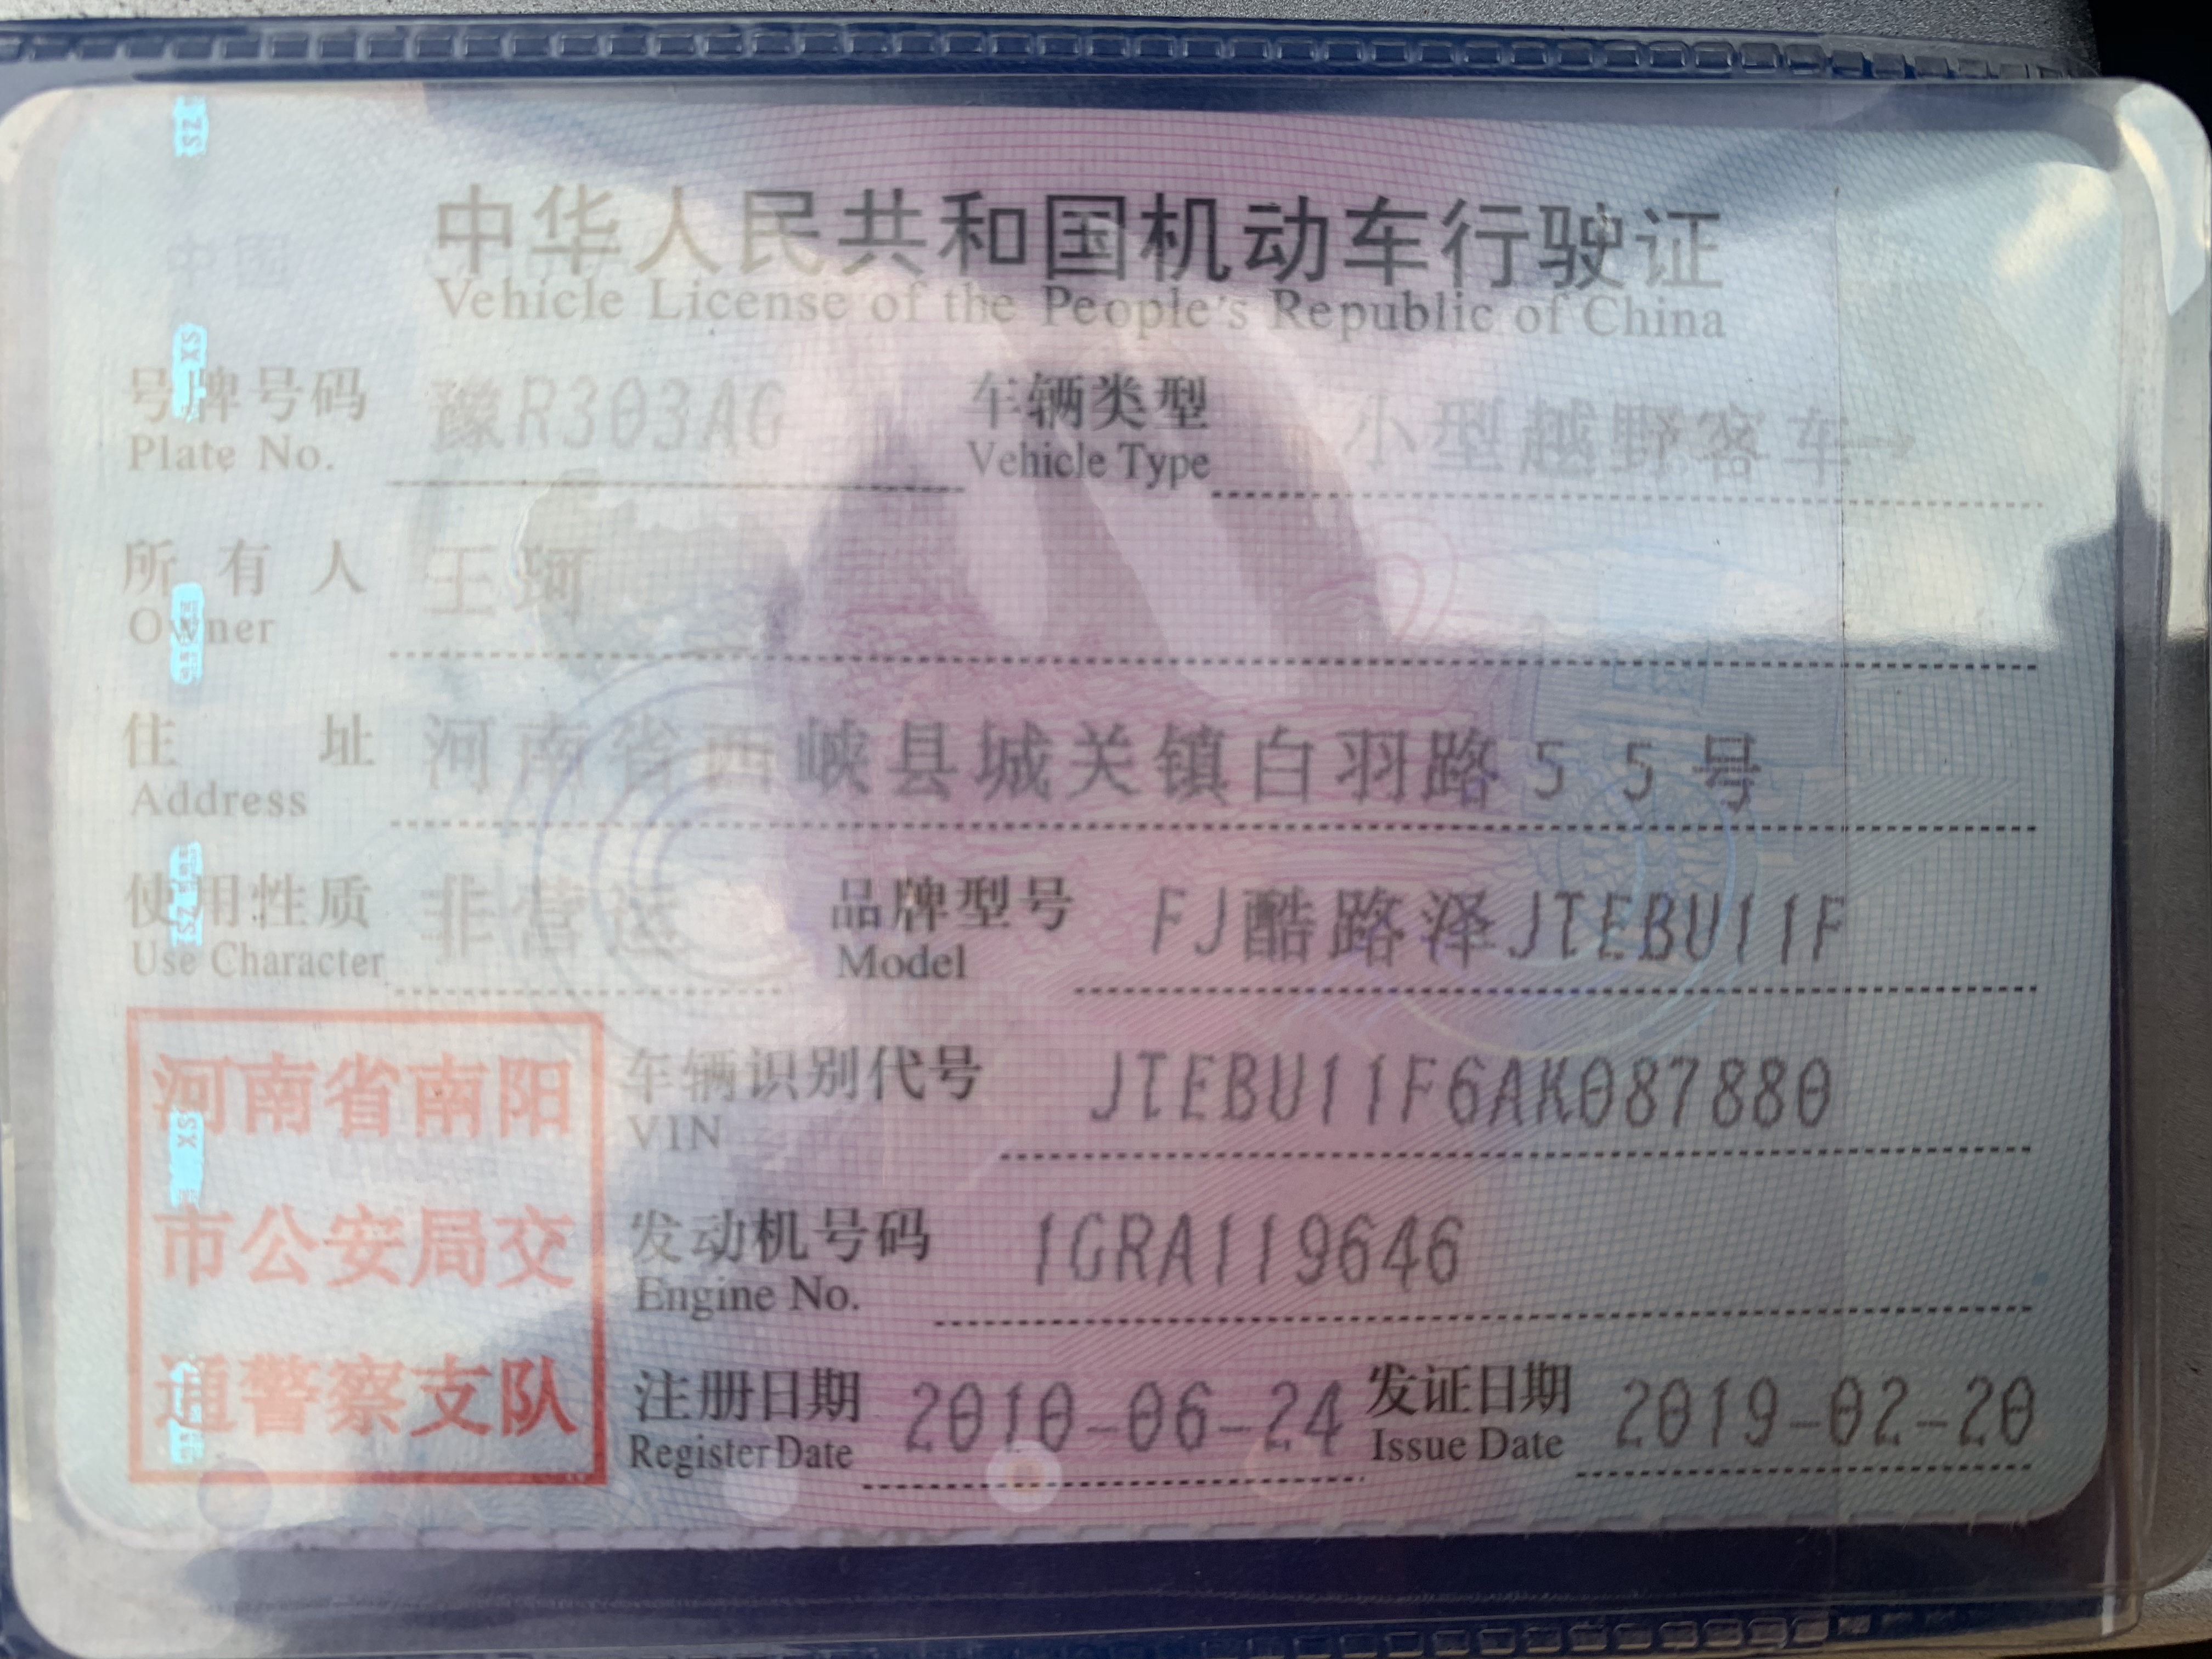 中国
中华人民共和国机动车行驶证
Vehicle License of the People's Republic of China
号牌号码 豫R303AG 车辆类型 小型越野客车→
Plate No. Vehicle Type
所有人 王珂
Owner
住址 河南省西峡县城关镇白羽路55号
Address
使用性质 非营运 品牌型号 FJ酷路泽JTEBU11F
Use Character Model
河南省南阳
市公安局交
通警察支队
车辆识别代号 JTEBU11F6AK087880
VIN
发动机号码 1GRA119646
Engine No.
注册日期 2010-06-24 发证日期 2019-02-20
Register Date Issue Date